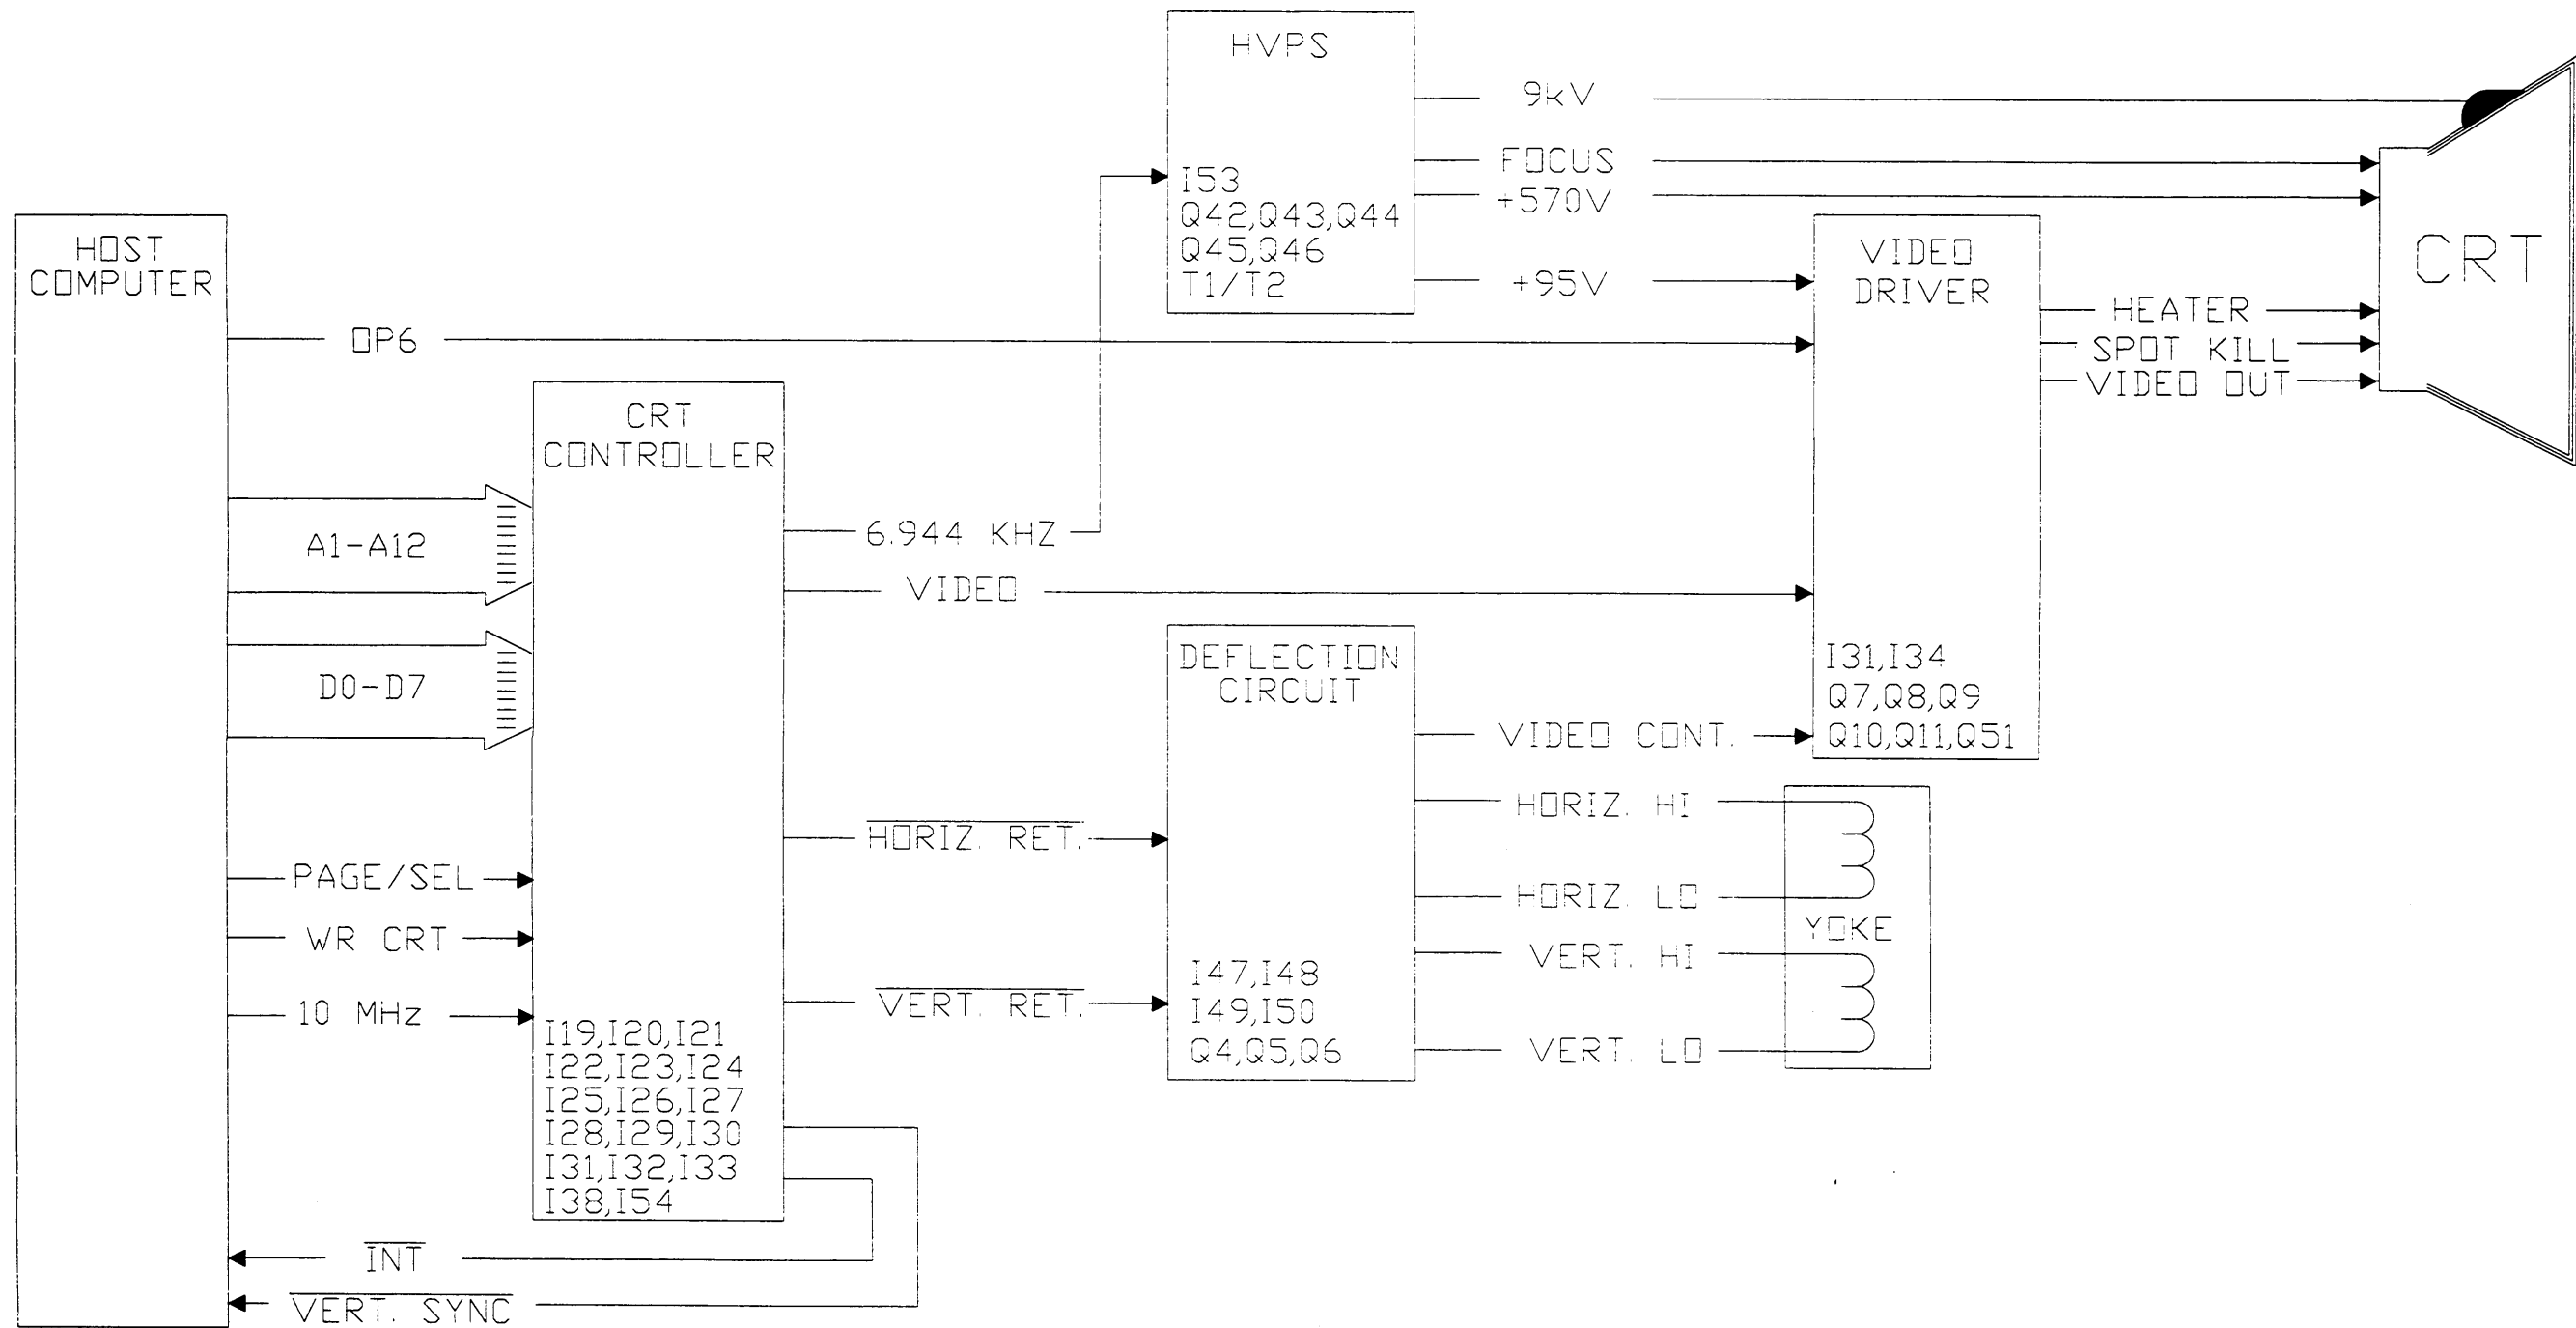 HVPS
I53
Q42,Q43,Q44
Q45,Q46
T1/T2
9kV
FOCUS
+570V
+95V
CRT
HOST
COMPUTER
OP6
A1-A12
D0-D7
PAGE/SEL
WR CRT
10 MHz
INT
VERT. SYNC
CRT
CONTROLLER
I19,I20,I21
I22,I23,I24
I25,I26,I27
I28,I29,I30
I31,I32,I33
I38,I54
6.944 KHZ
VIDEO
HORIZ. RET.
VERT. RET.
DEFLECTION
CIRCUIT
I47,I48
I49,I50
Q4,Q5,Q6
VIDEO CONT.
HORIZ. HI
HORIZ. LO
VERT. HI
VERT. LO
YOKE
VIDEO
DRIVER
I31,I34
Q7,Q8,Q9
Q10,Q11,Q51
HEATER
SPOT KILL
VIDEO OUT